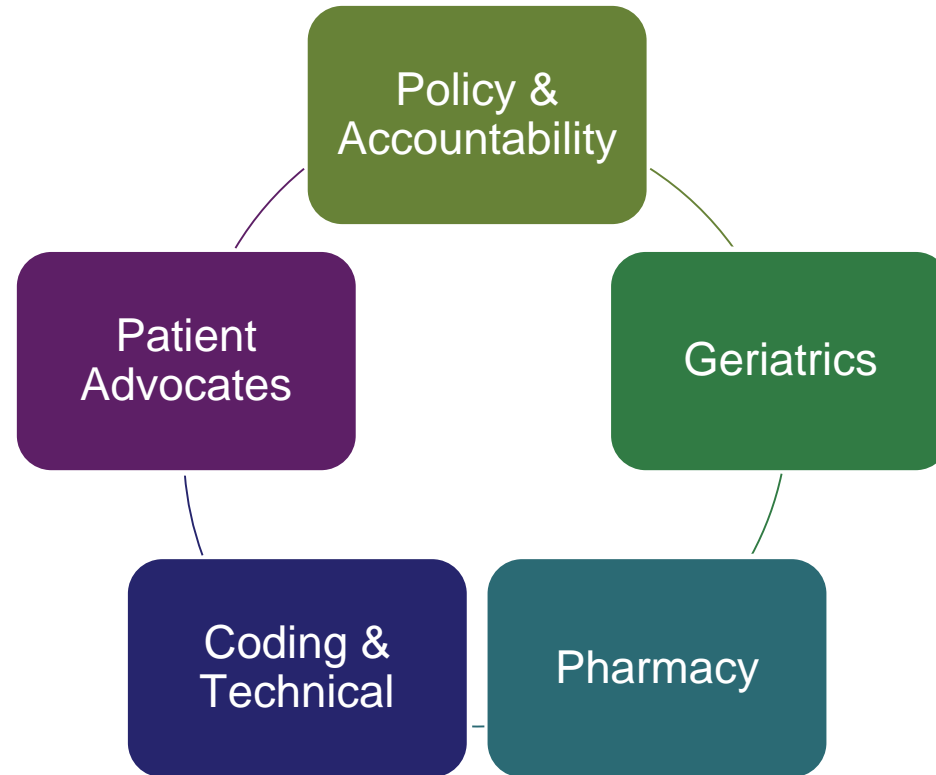 Policy &
Accountability
Geriatrics
Pharmacy
Coding &
Technical
Patient
Advocates